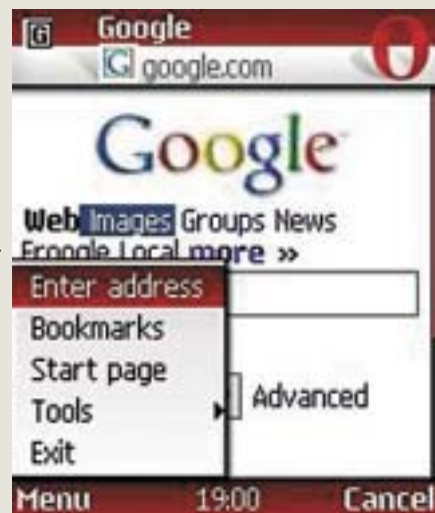 Google
google.com
Google
Web Images Groups News
Froogle Local more »
Enter address
Bookmarks
Start page
Advanced
Tools
Exit
Menu 19:00 Cancel